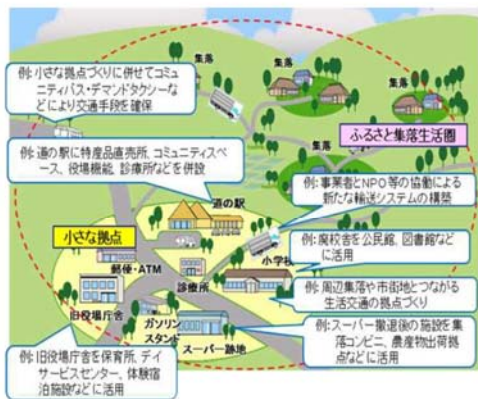 集落
集落
集落
集落
例:小さな拠点づくりに併せてコミュ
ニティバス・デマンドタクシーな
どにより交通手段を確保
ふるさと集落生活圏
例:道の駅に特産品直売所、コミュニティスペ
ース、役場機能、診療所などを併設
例:事業者とNPO等の協働による
新たな輸送システムの構築
道の駅
小さな拠点
例:廃校舎を公民館、図書館など
に活用
小学校
郵便・ATM
診療所
例:周辺集落や市街地とつながる
生活交通の拠点づくり
旧役場庁舎
ガソリン
スタンド
スーパー跡地
例:スーパー撤退後の施設を集
落コンビニ、農産物出荷拠
点などに活用
例:旧役場庁舎を保育所、デイ
サービスセンター、体験宿
泊施設などに活用